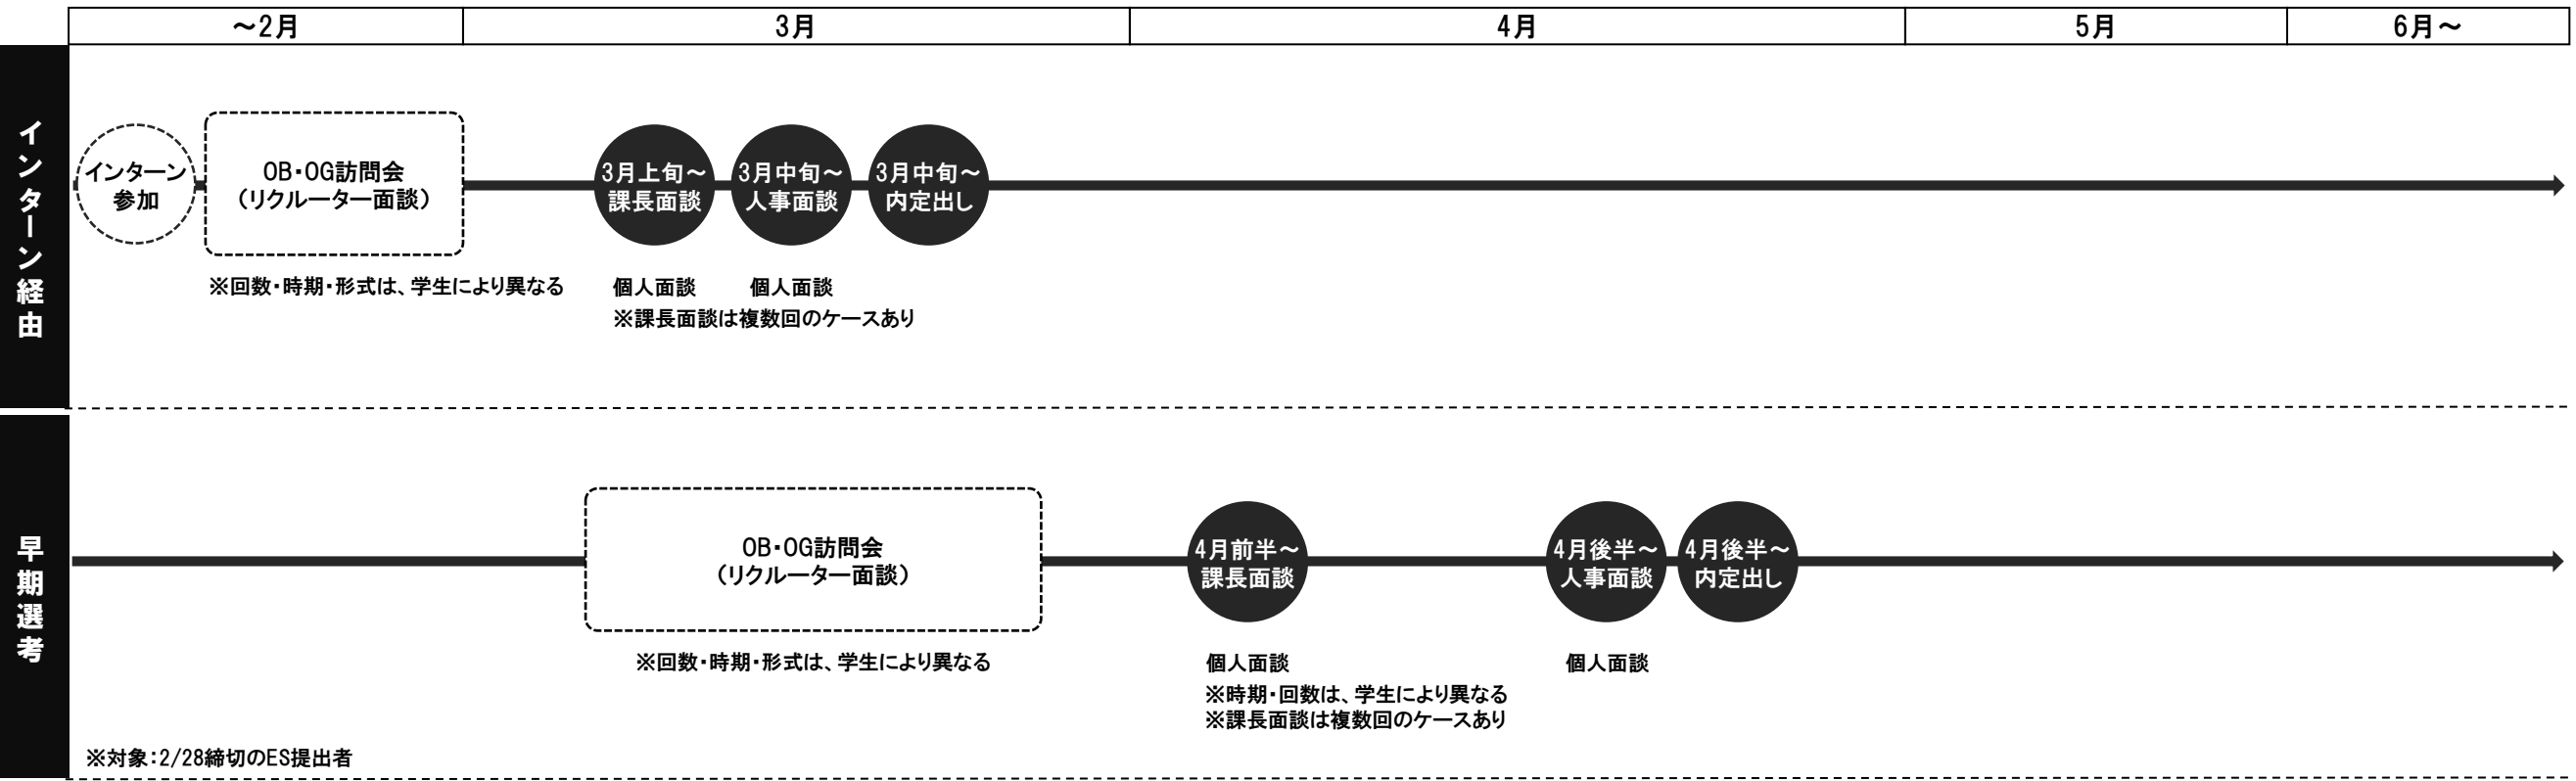 ～2月
3月
4月
5月
6月～
インターン経由
インターン
参加
OB・OG訪問会
（リクルーター面談）
※回数・時期・形式は、学生により異なる
3月上旬～
課長面談
3月中旬～
人事面談
3月中旬～
内定出し
個人面談
個人面談
※課長面談は複数回のケースあり
早期選考
OB・OG訪問会
（リクルーター面談）
※回数・時期・形式は、学生により異なる
4月前半～
課長面談
4月後半～
人事面談
4月後半～
内定出し
個人面談
※時期・回数は、学生により異なる
※課長面談は複数回のケースあり
個人面談
※対象：2/28締切のES提出者